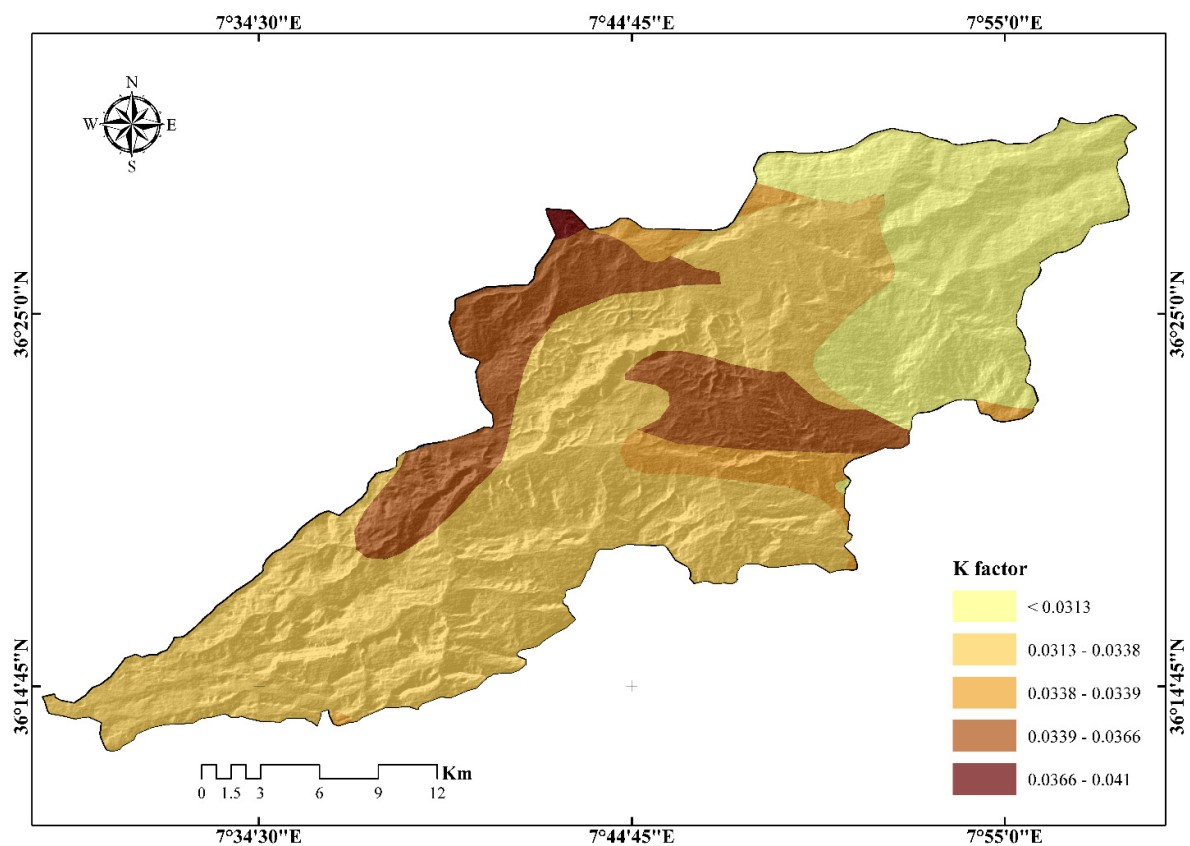 7°34'30"E 7°44'45"E 7°55'0"E
N
W E
S
36°25'0"N 36°25'0"N
K factor
< 0.0313
0.0313 - 0.0338
36°14'45"N 36°14'45"N
0.0338 - 0.0339
0.0339 - 0.0366
Km
0 1.5 3 6 9 12
0.0366 - 0.041
7°34'30"E 7°44'45"E 7°55'0"E